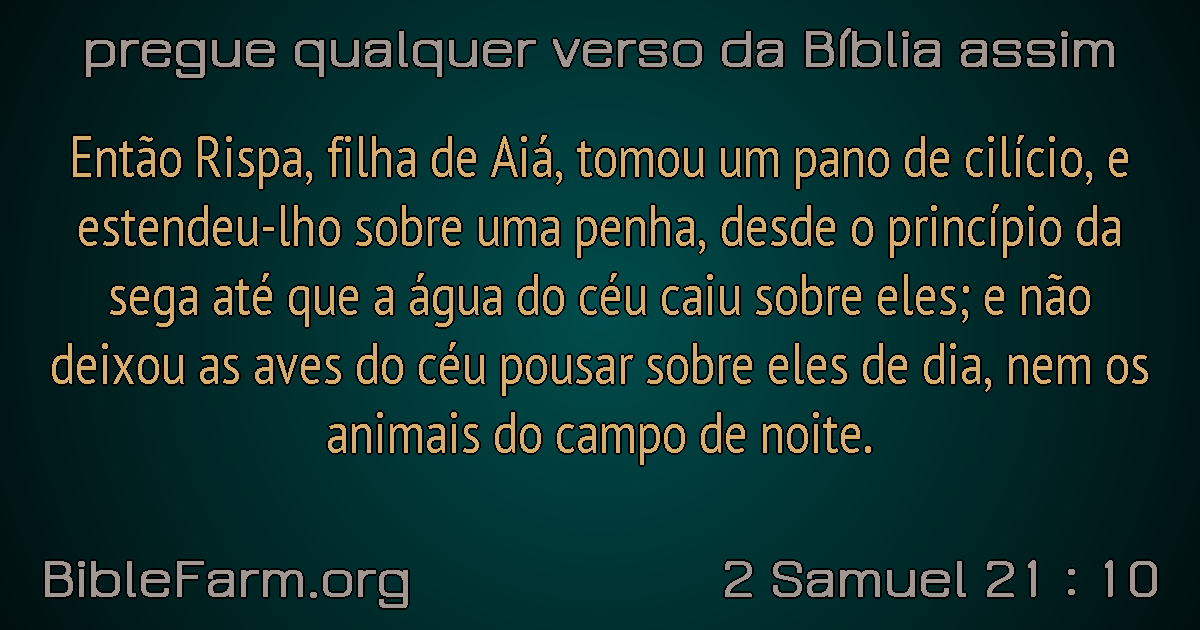 pregue qualquer verso da Bíblia assim
Então Rispa, filha de Aiá, tomou um pano de cilício, e
estendeu-lho sobre uma penha, desde o princípio da
sega até que a água do céu caiu sobre eles; e não
deixou as aves do céu pousar sobre eles de dia, nem os
animais do campo de noite.
BibleFarm.org
2 Samuel 21 : 10